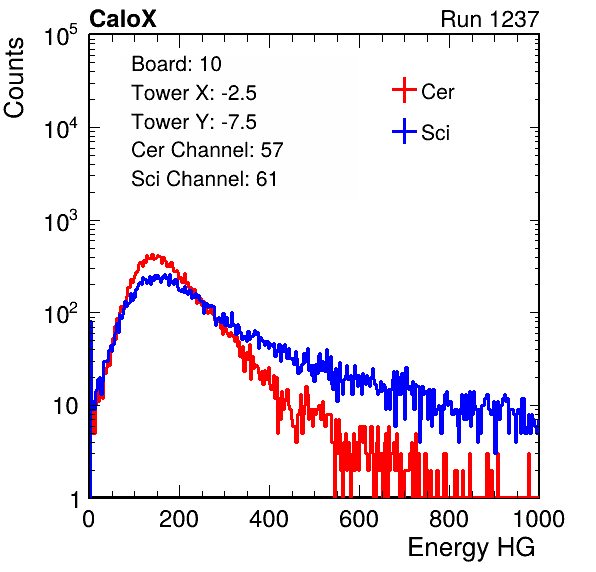 CaloX Run 1237
Counts
Board: 10
Tower X: -2.5
Tower Y: -7.5
Cer Channel: 57
Sci Channel: 61
Cer
Sci
10^5
10^4
10^3
10^2
10
1
0 200 400 600 800 1000
Energy HG